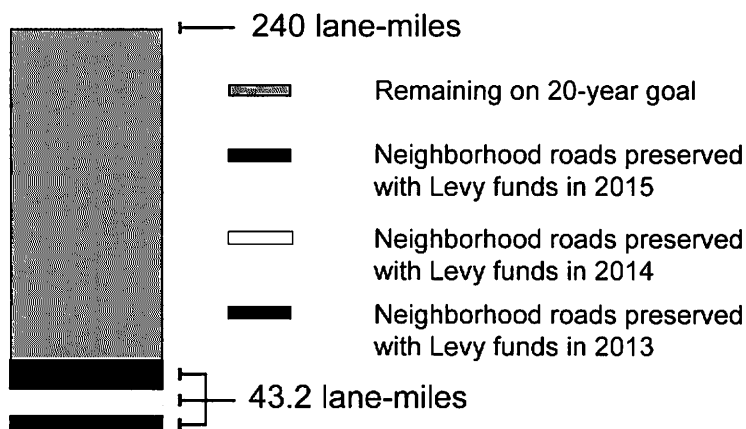 240 lane-miles
Remaining on 20-year goal
Neighborhood roads preserved
with Levy funds in 2015
Neighborhood roads preserved
with Levy funds in 2014
Neighborhood roads preserved
with Levy funds in 2013
43.2 lane-miles